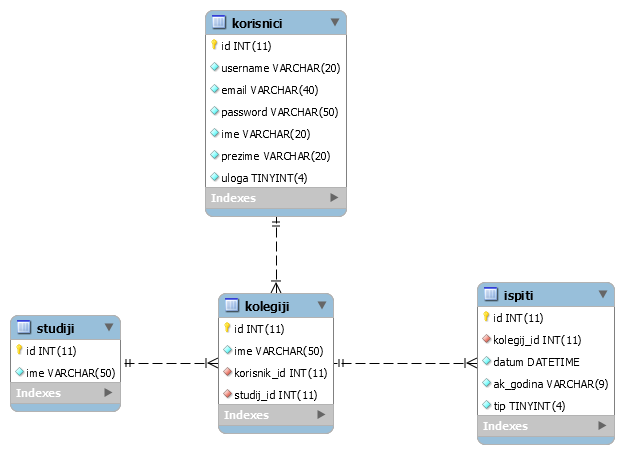 korisnici
id INT(11)
username VARCHAR(20)
email VARCHAR(40)
password VARCHAR(50)
ime VARCHAR(20)
prezime VARCHAR(20)
uloga TINYINT(4)
Indexes
studiji
id INT(11)
ime VARCHAR(50)
Indexes
kolegiji
id INT(11)
ime VARCHAR(50)
korisnik_id INT(11)
studij_id INT(11)
Indexes
ispiti
id INT(11)
kolegij_id INT(11)
datum DATETIME
ak_godina VARCHAR(9)
tip TINYINT(4)
Indexes